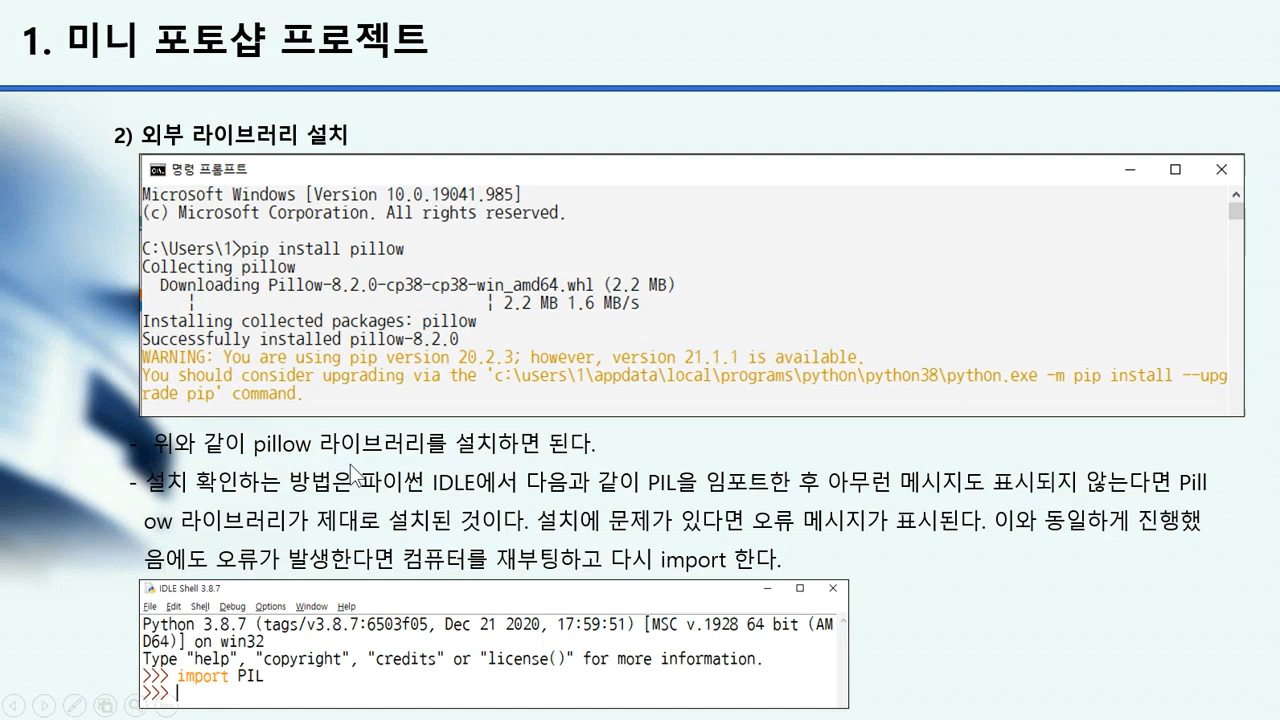 1. 미니 포토샵 프로젝트
2) 외부 라이브러리 설치
명령 프롬프트
Microsoft Windows [Version 10.0.19041.985]
(c) Microsoft Corporation. All rights reserved.
C:\Users\1>pip install pillow
Collecting pillow
Downloading Pillow-8.2.0-cp38-cp38-win_amd64.whl (2.2 MB)
| | 2.2 MB 1.6 MB/s
Installing collected packages: pillow
Successfully installed pillow-8.2.0
WARNING: You are using pip version 20.2.3; however, version 21.1.1 is available.
You should consider upgrading via the 'c:\users\1\appdata\local\programs\python\python38\python.exe -m pip install --upg
rade pip' command.
- 위와 같이 pillow 라이브러리를 설치하면 된다.
- 설치 확인하는 방법은 파이썬 IDLE에서 다음과 같이 PIL을 임포트한 후 아무런 메시지도 표시되지 않는다면 Pill
ow 라이브러리가 제대로 설치된 것이다. 설치에 문제가 있다면 오류 메시지가 표시된다. 이와 동일하게 진행했
음에도 오류가 발생한다면 컴퓨터를 재부팅하고 다시 import 한다.
IDLE Shell 3.8.7
File Edit Shell Debug Options Window Help
Python 3.8.7 (tags/v3.8.7:6503f05, Dec 21 2020, 17:59:51) [MSC v.1928 64 bit (AM
D64)] on win32
Type "help", "copyright", "credits" or "license()" for more information.
>>> import PIL
>>>